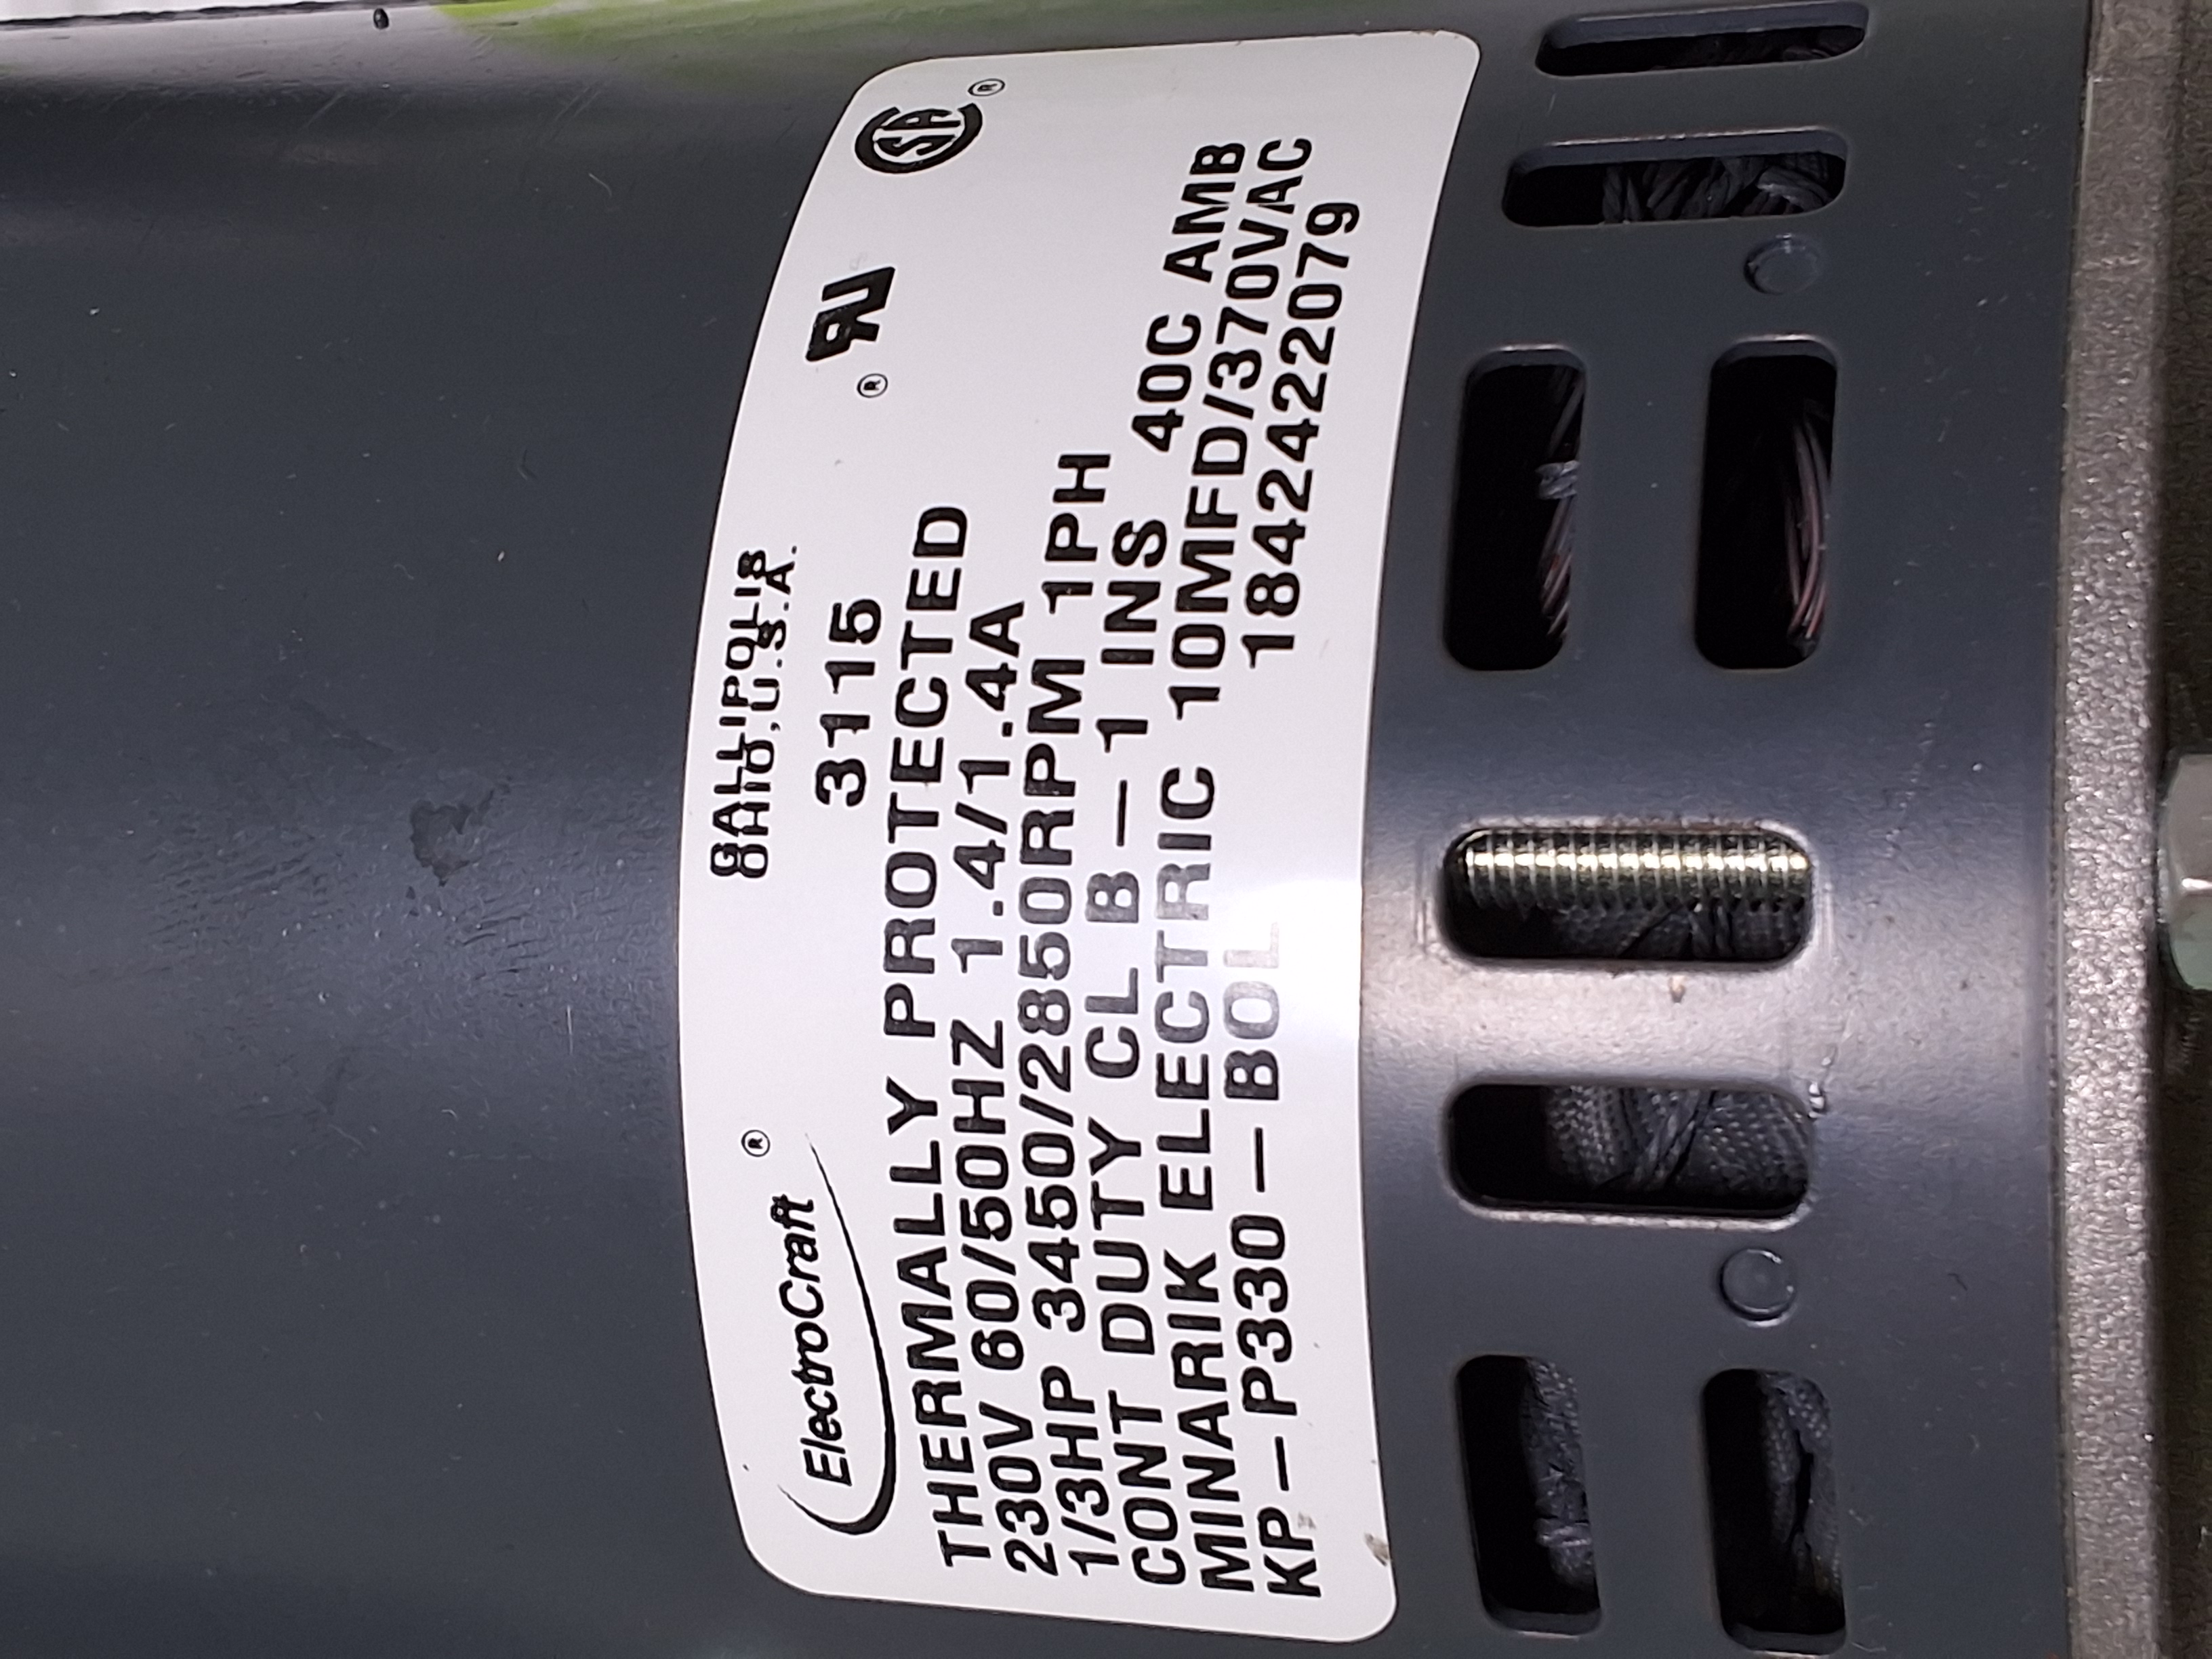 ElectroCraft ®
GALLIPOLIS
OHIO, U.S.A.
3115
®
®
THERMALLY PROTECTED
230V 60/50HZ 1.4/1.4A
1/3HP 3450/2850RPM 1PH
CONT DUTY CL B-1 INS 40C AMB
MINARIK ELECTRIC 10MFD/370VAC
KP-P330-BOL 1842422079